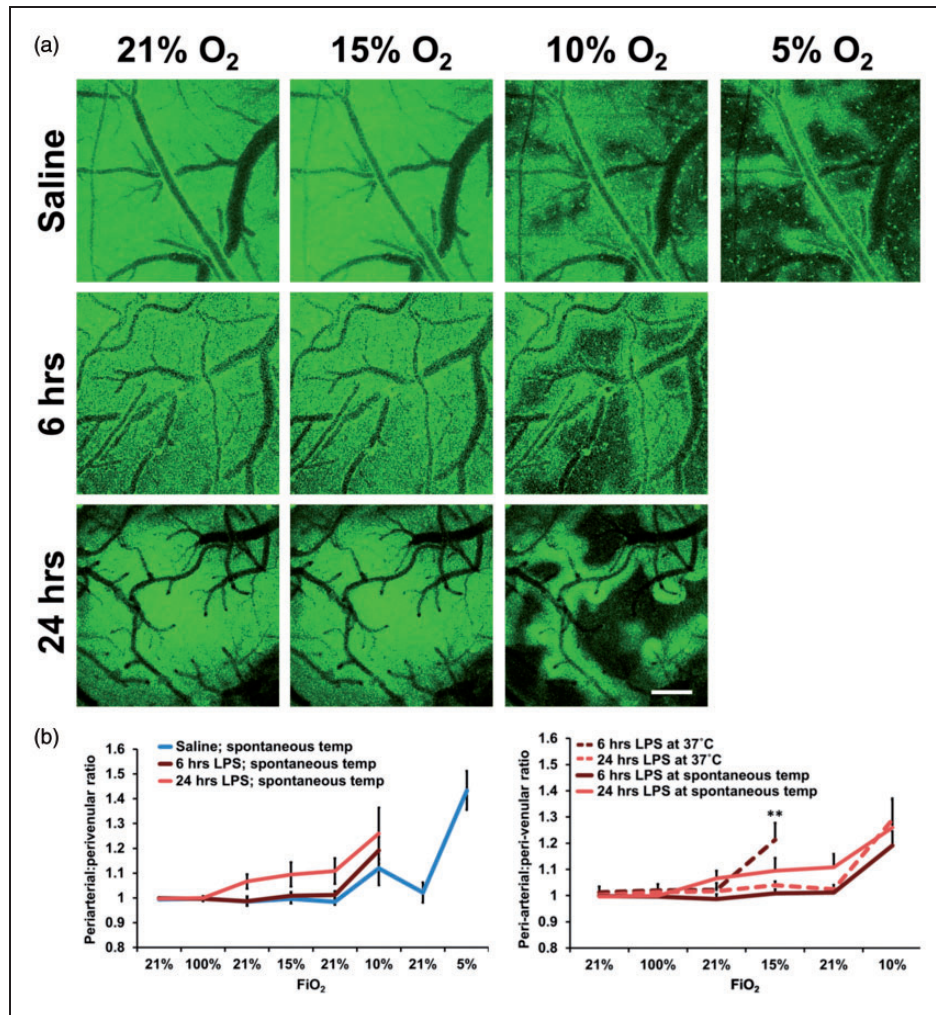 (a)
21% O₂ 15% O₂ 10% O₂ 5% O₂
Saline
6 hrs
24 hrs
(b)
Periarterial:perivenular ratio
1.6
1.5
1.4
1.3
1.2
1.1
1
0.9
0.8
Saline; spontaneous temp
6 hrs LPS; spontaneous temp
24 hrs LPS; spontaneous temp
21% 100% 21% 15% 21% 10% 21% 5%
FiO₂
Peri-arterial:peri-venular ratio
1.6
1.5
1.4
1.3
1.2
1.1
1
0.9
0.8
6 hrs LPS at 37˚C
24 hrs LPS at 37˚C
6 hrs LPS at spontaneous temp
24 hrs LPS at spontaneous temp
**
21% 100% 21% 15% 21% 10%
FiO₂